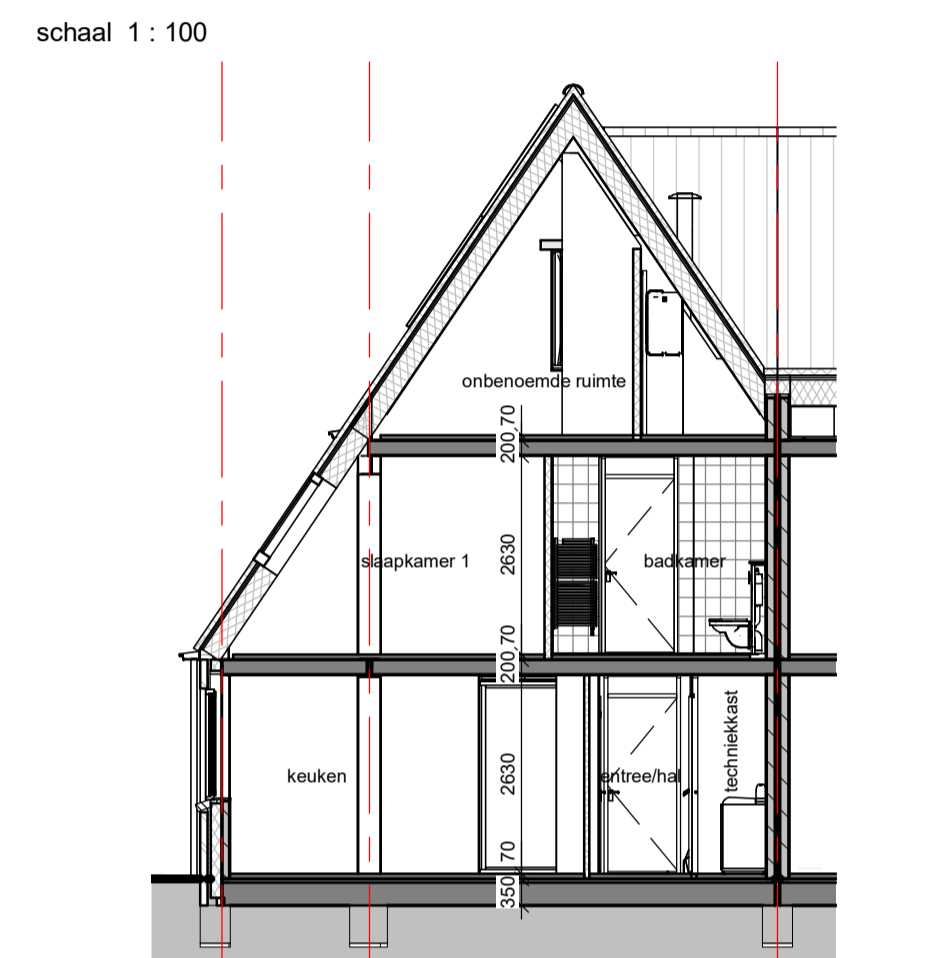 schaal 1 : 100
onbenoemde ruimte
70
200
slaapkamer 1
2630
badkamer
70
200
keuken
2630
entree/hal
techniekkast
70
350